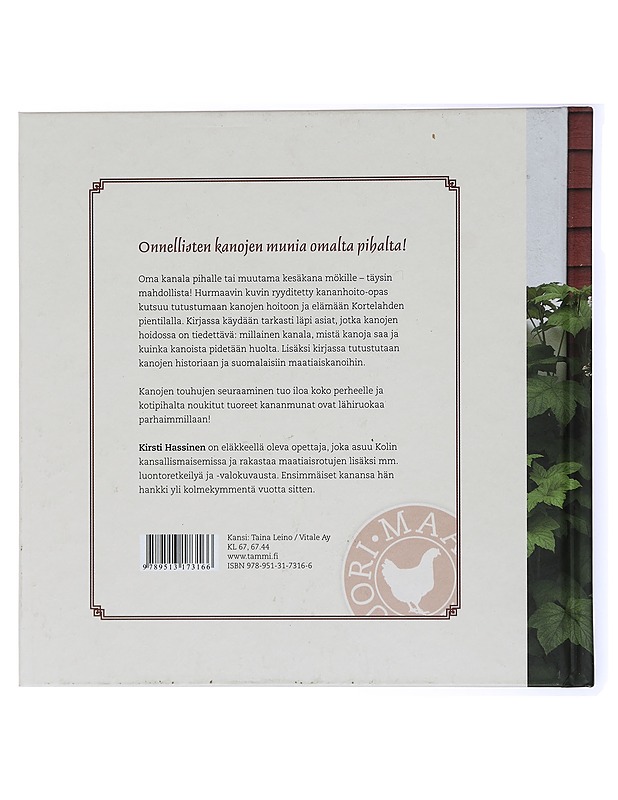 Onnellisten kanojen munia omalta pihalta!
Oma kanala pihalle tai muutama kesäkana mökille – täysin
mahdollista! Hurmaavin kuvin ryyditetty kananhoito-opas
kutsuu tutustumaan kanojen hoitoon ja elämään Kortelahden
pientilalla. Kirjassa käydään tarkasti läpi asiat, jotka kanojen
hoidossa on tiedettävä: millainen kanala, mistä kanoja saa ja
kuinka kanoista pidetään huolta. Lisäksi kirjassa tutustutaan
kanojen historiaan ja suomalaisiin maatiaiskanoihin.
Kanojen touhujen seuraaminen tuo iloa koko perheelle ja
kotipihalta noukitut tuoreet kananmunat ovat lähiruokaa
parhaimmillaan!
Kirsti Hassinen on eläkkeellä oleva opettaja, joka asuu Kolin
kansallismaisemissa ja rakastaa maatiaisrotujen lisäksi mm.
luontoretkeilyä ja -valokuvausta. Ensimmäiset kanansa hän
hankki yli kolmekymmentä vuotta sitten.
Kansi: Taina Leino / Vitale Ay
KL 67, 67.44
www.tammi.fi
ISBN 978-951-31-7316-6
9789513173166
OORI · MAA